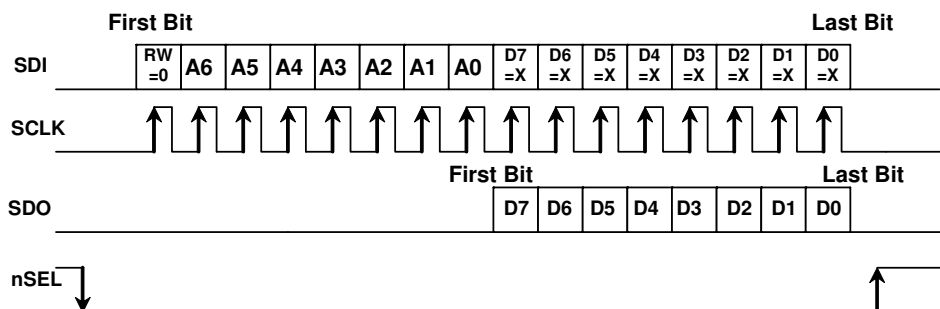 First Bit Last Bit
SDI RW =0 A6 A5 A4 A3 A2 A1 A0 D7 =X D6 =X D5 =X D4 =X D3 =X D2 =X D1 =X D0 =X
SCLK
First Bit Last Bit
SDO D7 D6 D5 D4 D3 D2 D1 D0
nSEL